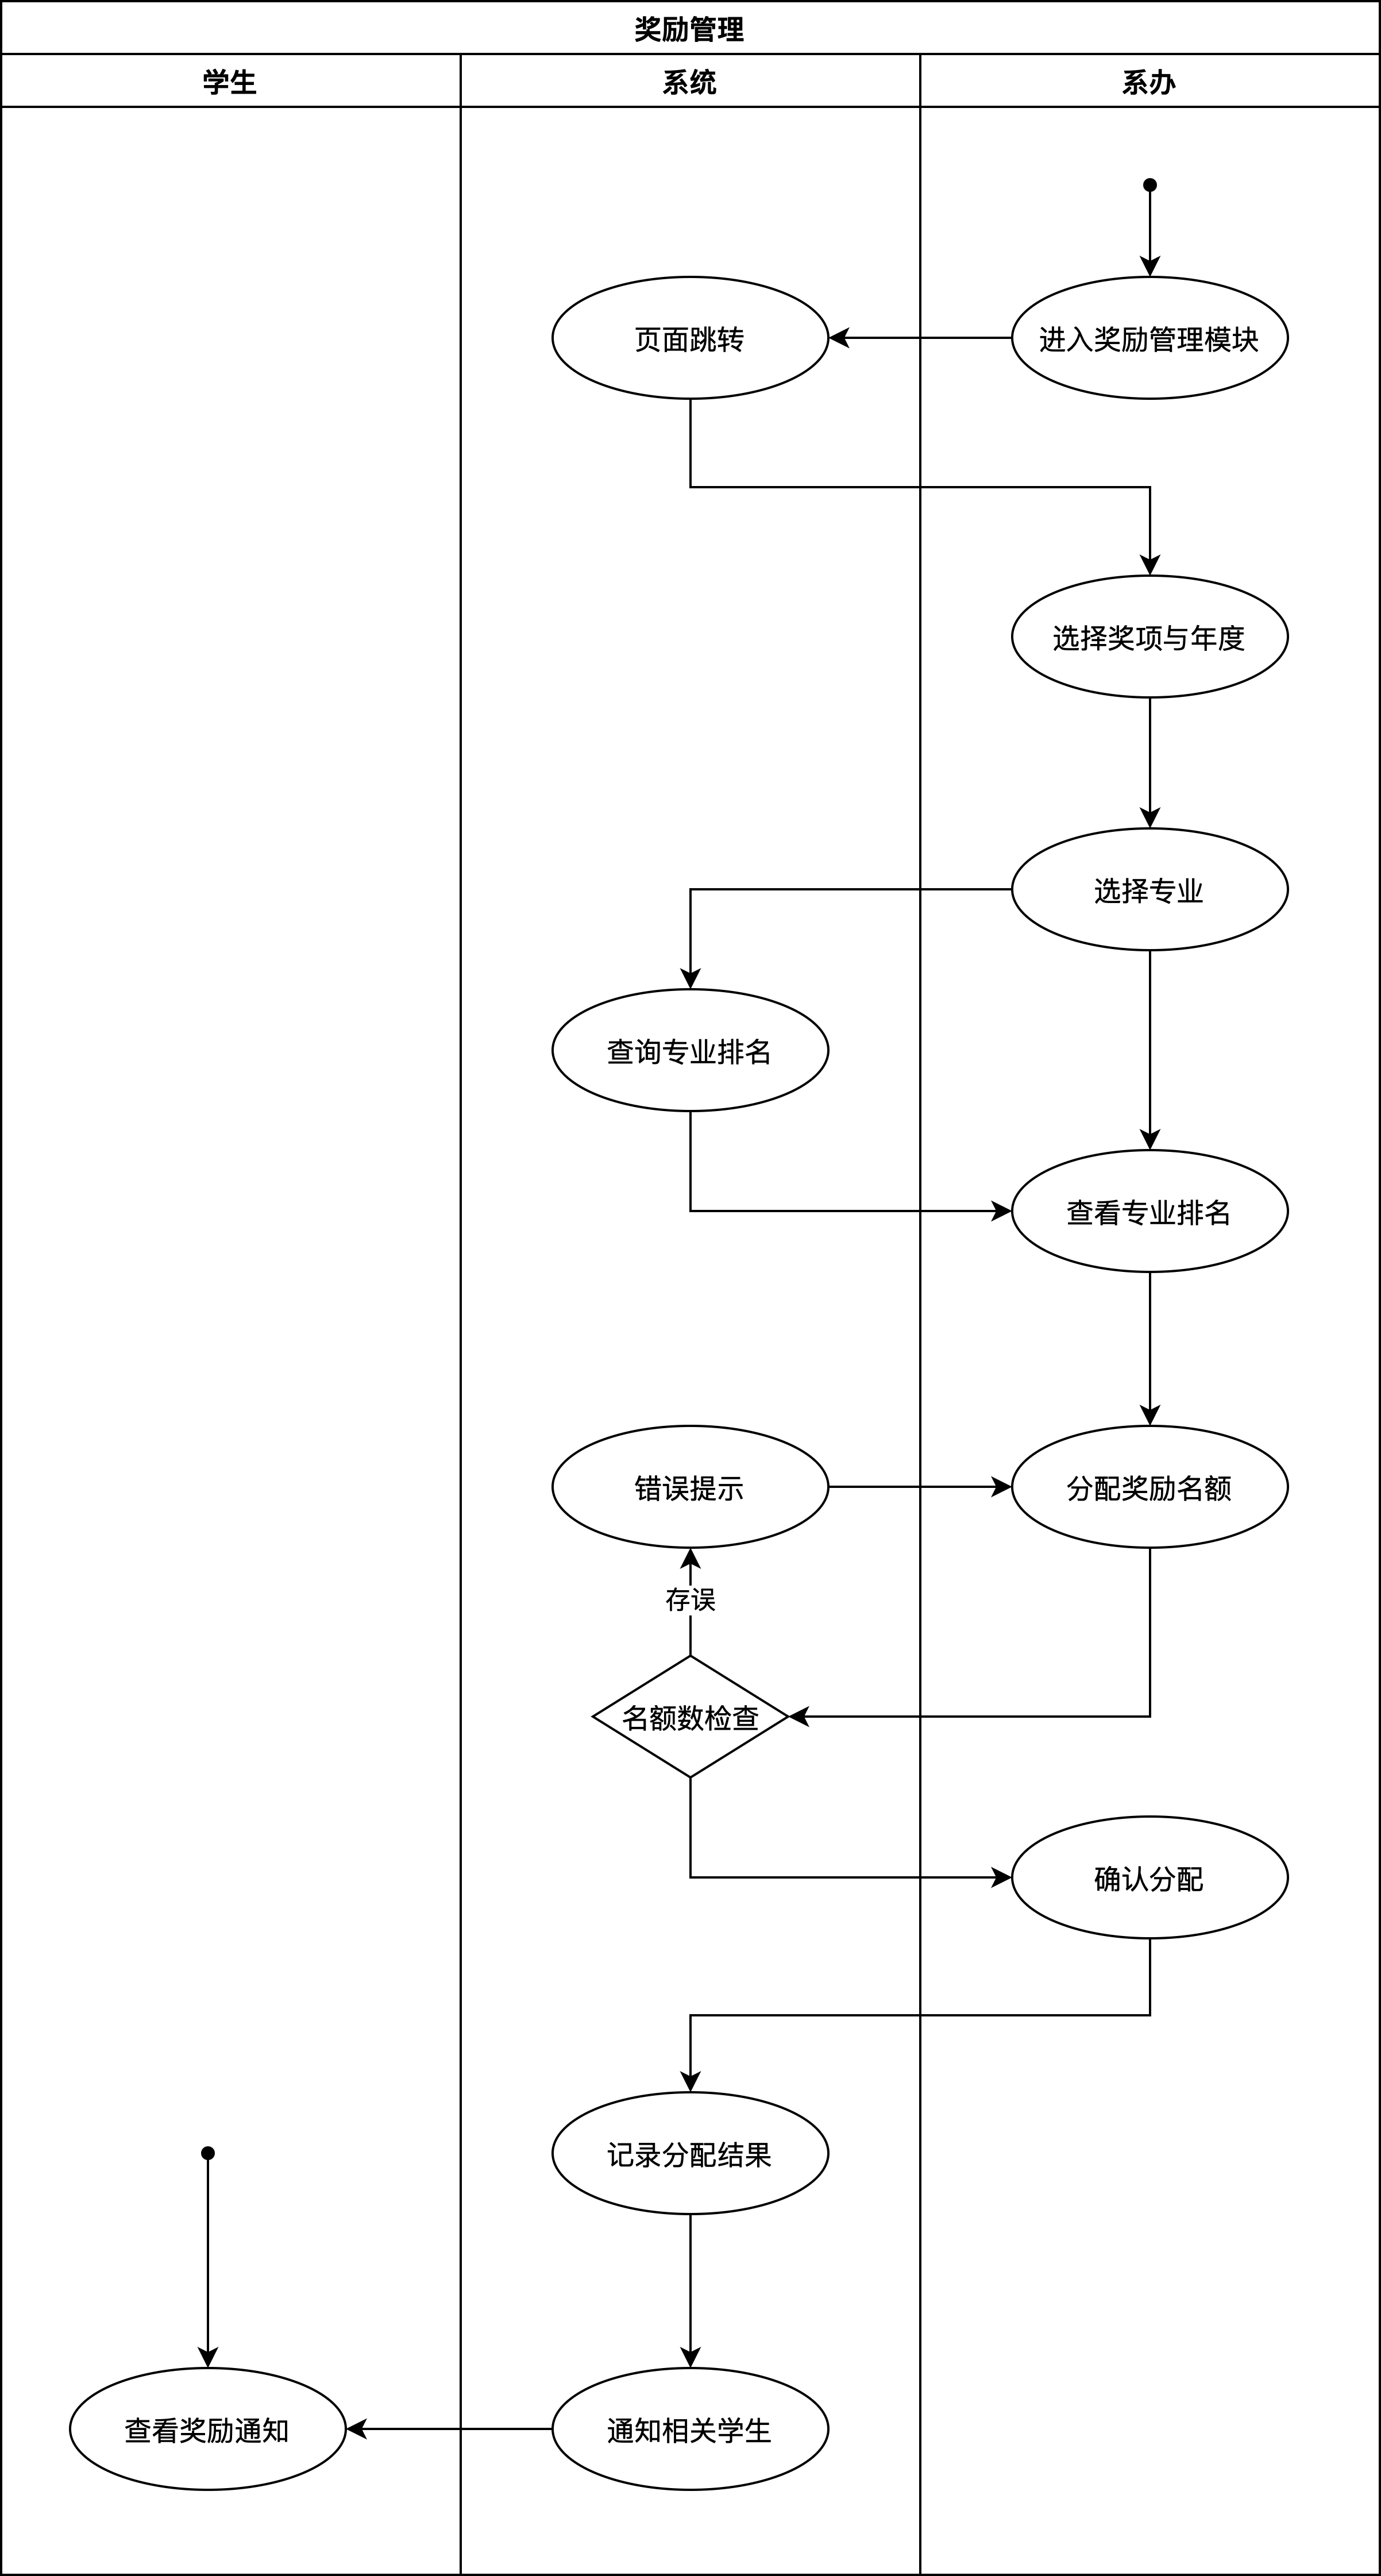 奖励管理
学生
系统
系办
页面跳转
进入奖励管理模块
选择奖项与年度
选择专业
查询专业排名
查看专业排名
错误提示
分配奖励名额
存误
名额数检查
确认分配
记录分配结果
查看奖励通知
通知相关学生